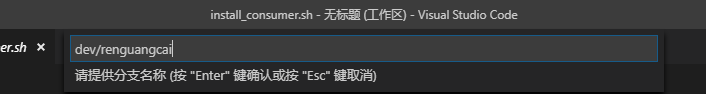 install_consumer.sh - 无标题 (工作区) - Visual Studio Code
er.sh ×
dev/renguangcai
请提供分支名称 (按 "Enter" 键确认或按 "Esc" 键取消)